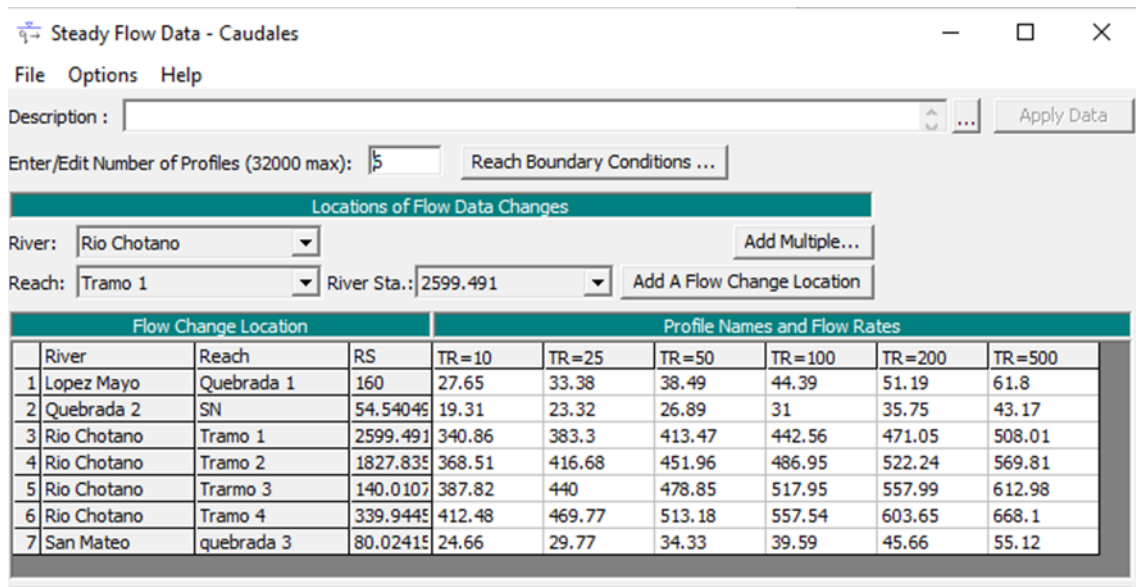 Steady Flow Data - Caudales
File Options Help
Description : ... Apply Data
Enter/Edit Number of Profiles (32000 max): 5 Reach Boundary Conditions ...
Locations of Flow Data Changes
River: Rio Chotano Add Multiple...
Reach: Tramo 1 River Sta.: 2599.491 Add A Flow Change Location
Flow Change Location Profile Names and Flow Rates
River Reach RS TR=10 TR=25 TR=50 TR=100 TR=200 TR=500
1 Lopez Mayo Quebrada 1 160 27.65 33.38 38.49 44.39 51.19 61.8
2 Quebrada 2 SN 54.54049 19.31 23.32 26.89 31 35.75 43.17
3 Rio Chotano Tramo 1 2599.491 340.86 383.3 413.47 442.56 471.05 508.01
4 Rio Chotano Tramo 2 1827.835 368.51 416.68 451.96 486.95 522.24 569.81
5 Rio Chotano Trarmo 3 140.0107 387.82 440 478.85 517.95 557.99 612.98
6 Rio Chotano Tramo 4 339.9445 412.48 469.77 513.18 557.54 603.65 668.1
7 San Mateo quebrada 3 80.02415 24.66 29.77 34.33 39.59 45.66 55.12